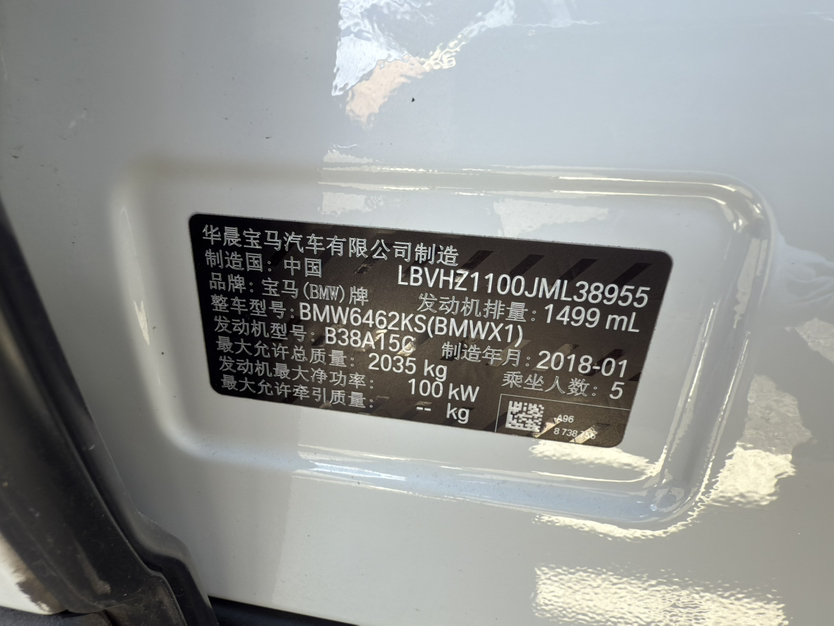 华晨宝马汽车有限公司制造
制造国: 中国
LBVHZ1100JML38955
品牌: 宝马(BMW)牌
发动机排量: 1499 mL
整车型号: BMW6462KS(BMWX1)
发动机型号: B38A15C
制造年月: 2018-01
最大允许总质量: 2035 kg
乘坐人数: 5
发动机最大净功率: 100 kW
最大允许牵引质量: -- kg
A96
8 738